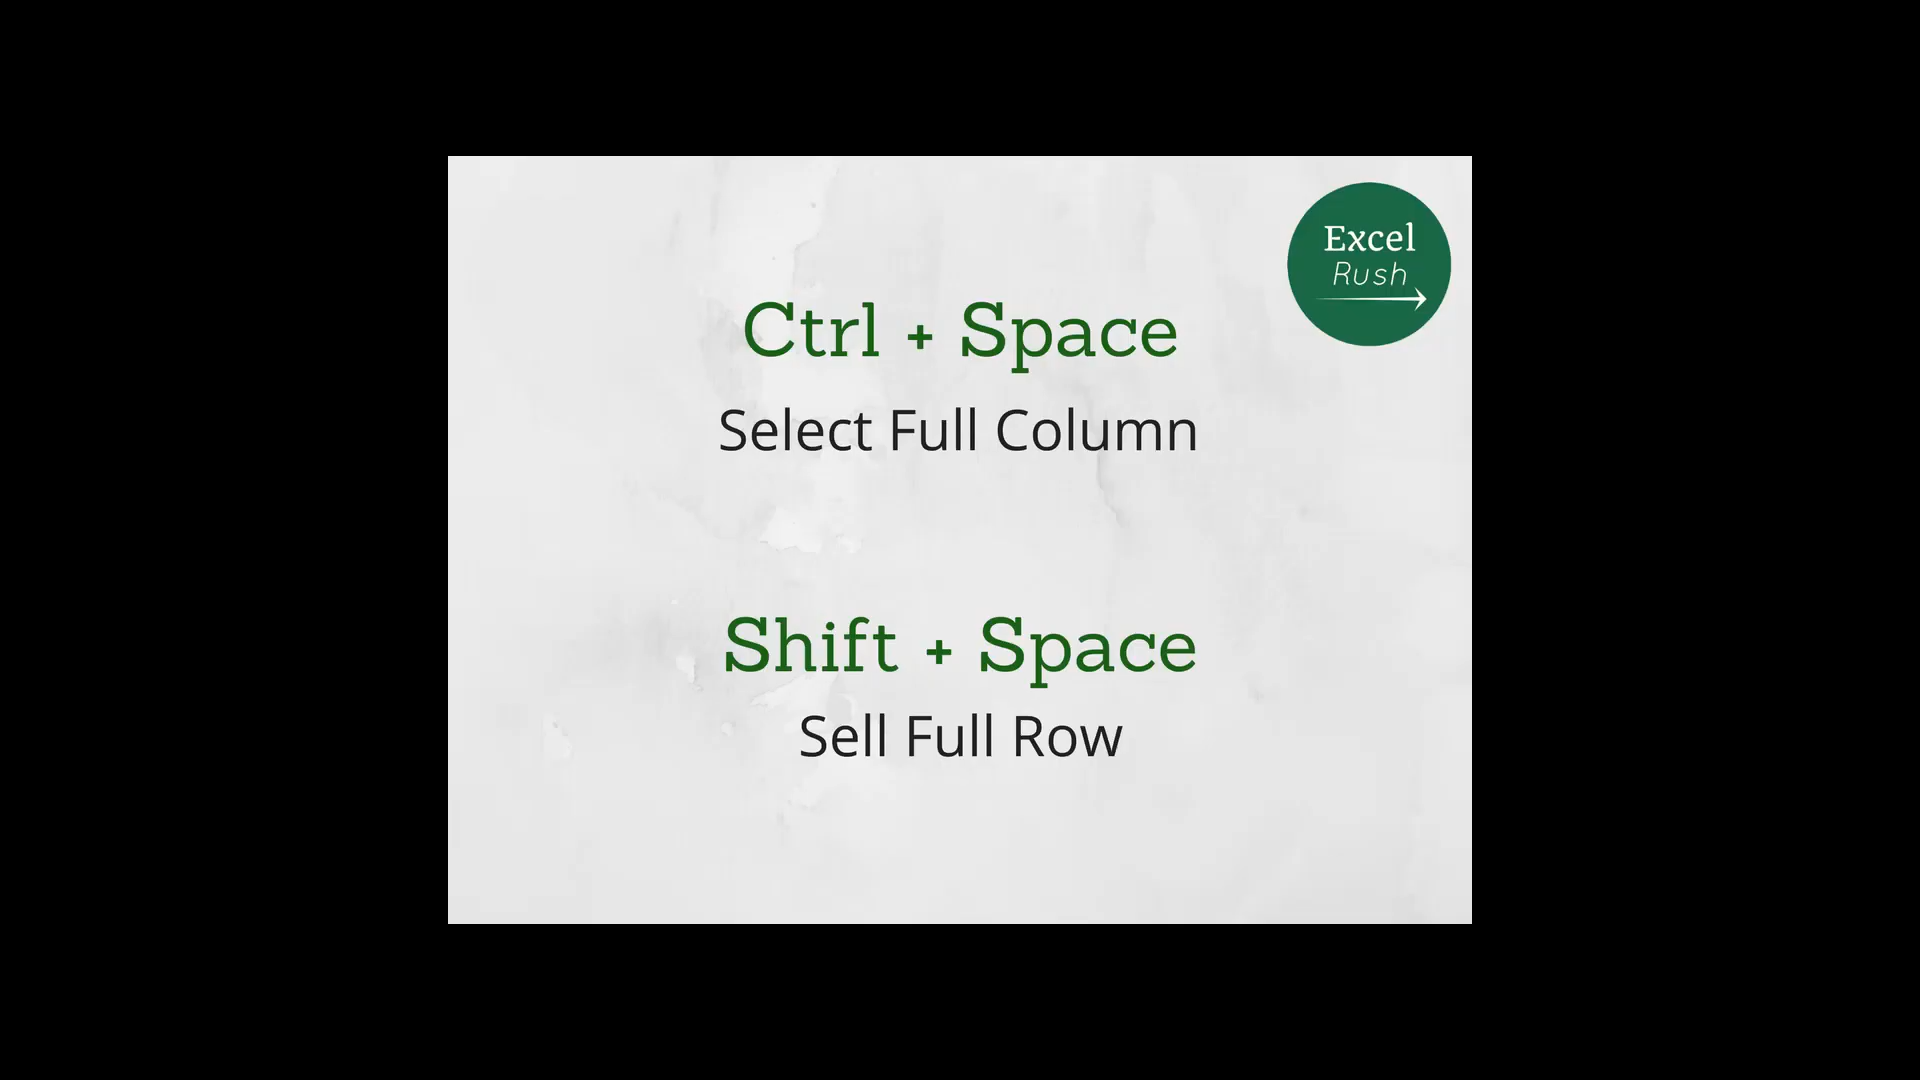 Excel
Rush
Ctrl + Space
Select Full Column
Shift + Space
Sell Full Row